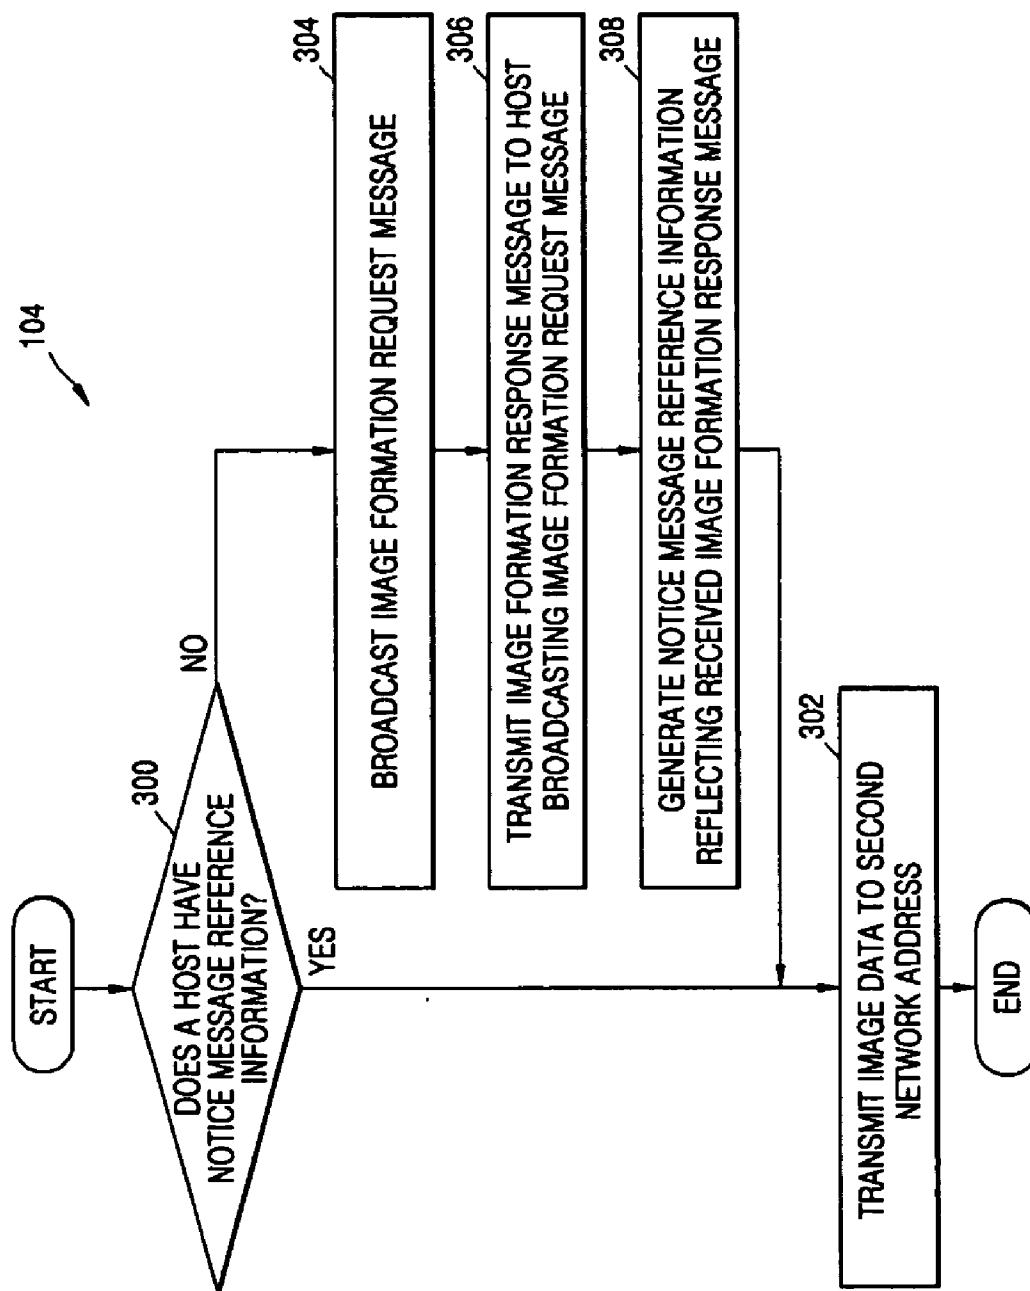 104
START
300
DOES A HOST HAVE
NOTICE MESSAGE REFERENCE
INFORMATION?
NO
YES
304
BROADCAST IMAGE FORMATION REQUEST MESSAGE
306
TRANSMIT IMAGE FORMATION RESPONSE MESSAGE TO HOST
BROADCASTING IMAGE FORMATION REQUEST MESSAGE
308
GENERATE NOTICE MESSAGE REFERENCE INFORMATION
REFLECTING RECEIVED IMAGE FORMATION RESPONSE MESSAGE
302
TRANSMIT IMAGE DATA TO SECOND
NETWORK ADDRESS
END